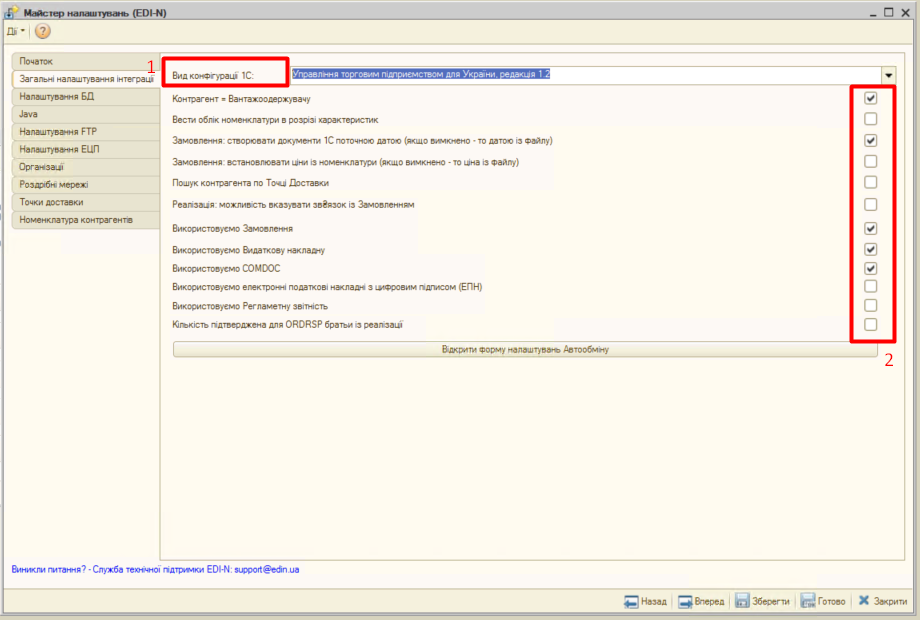 Майстер налаштувань (EDI-N)
Дії
Початок
Загальні налаштування інтеграції
Налаштування БД
Java
Налаштування FTP
Налаштування ЕЦП
Організації
Роздрібні мережі
Точки доставки
Номенклатура контрагентів
1
Вид конфігурації 1С: Управління торговим підприємством для України, редакція 1.2
Контрагент = Вантажоодержувачу
Вести облік номенклатури в розрізі характеристик
Замовлення: створювати документи 1С поточною датою (якщо вимкнено - то датою із файлу)
Замовлення: встановлювати ціни із номенклатури (якщо вимкнено - то ціна із файлу)
Пошук контрагента по Точці Доставки
Реалізація: можливість вказувати зв₴язок із Замовленням
Використовуємо Замовлення
Використовуємо Видаткову накладну
Використовуємо COMDOC
Використовуємо електронні податкові накладні з цифровим підписом (ЕПН)
Використовуємо Регламетну звітність
Кількість підтверджена для ORDRSP братьи із реалізації
Відкрити форму налаштувань Автообміну
2
Виникли питання? - Служба технічної підтримки EDI-N: support@edin.ua
Назад Вперед Зберегти Готово Закрити